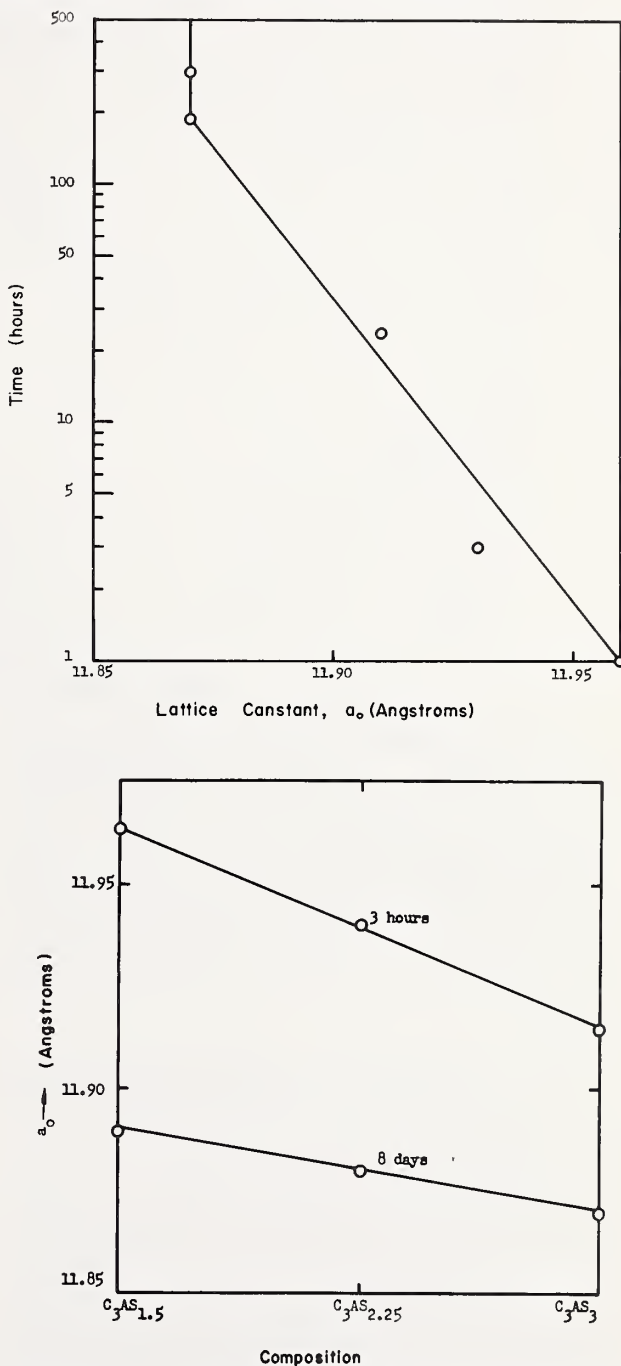 500
100
50
10
5
1
Time (hours)
11.85
11.90
11.95
Lattice Canstant, a₀ (Angstroms)
11.95
3 hours
a₀→ (Angstroms)
11.90
8 days
11.85
C₃AS₁.₅
C₃AS₂.₂₅
C₃AS₃
Composition